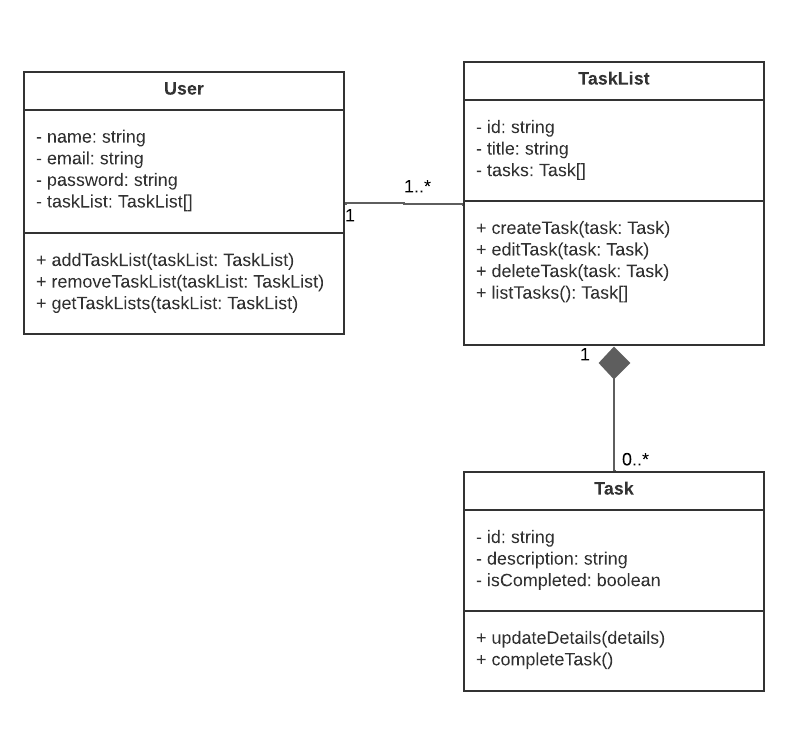 User
- name: string
- email: string
- password: string
- taskList: TaskList[]
+ addTaskList(taskList: TaskList)
+ removeTaskList(taskList: TaskList)
+ getTaskLists(taskList: TaskList)
1
1..*
TaskList
- id: string
- title: string
- tasks: Task[]
+ createTask(task: Task)
+ editTask(task: Task)
+ deleteTask(task: Task)
+ listTasks(): Task[]
1
0..*
Task
- id: string
- description: string
- isCompleted: boolean
+ updateDetails(details)
+ completeTask()